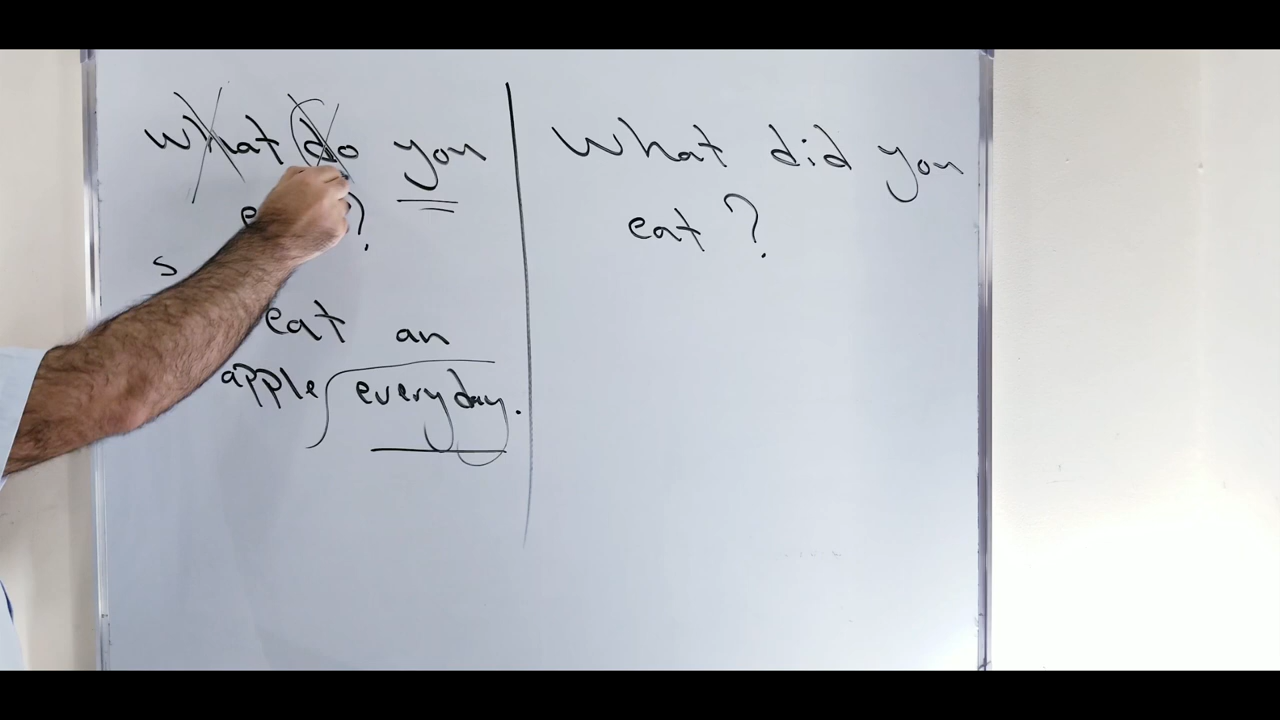 What do you
?
s
eat an
apple everyday.
What did you
eat ?